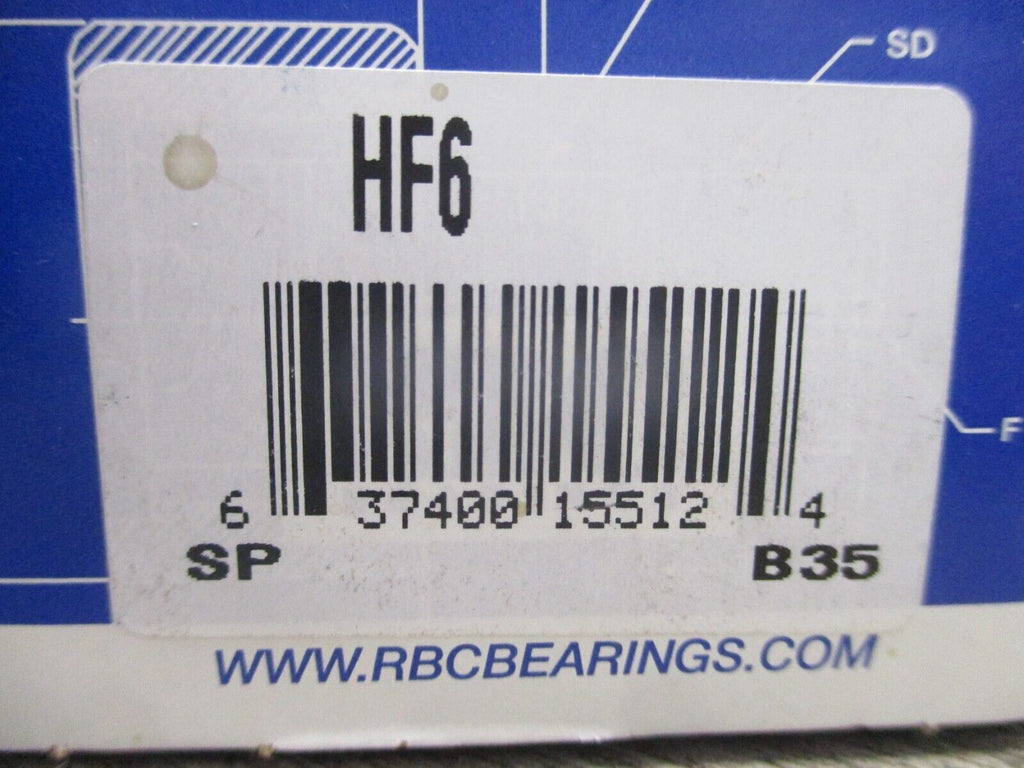 SD
HF6
F
6 37400 15512 4
SP B35
WWW.RBCBEARINGS.COM